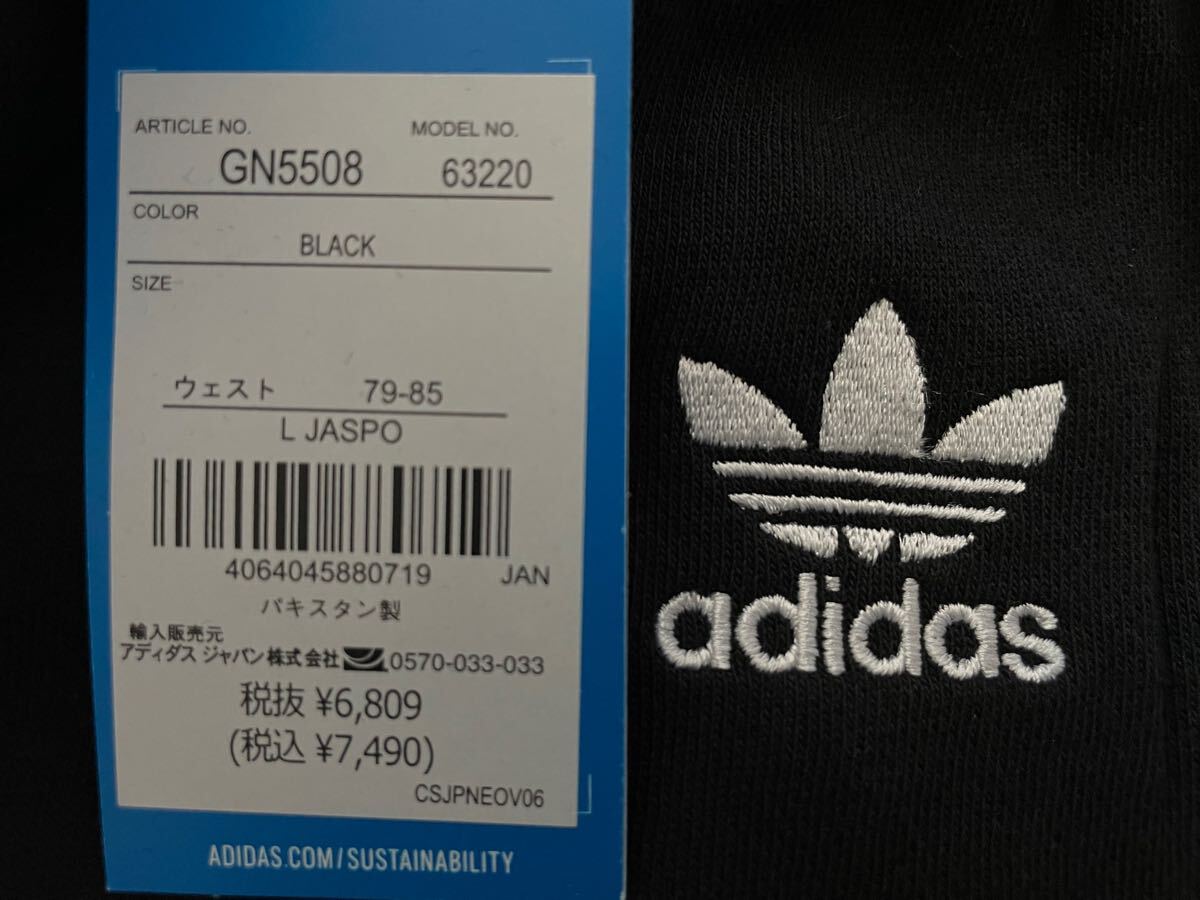 ARTICLE NO. MODEL NO.
GN5508 63220
COLOR
BLACK
SIZE
ウェスト 79-85
L JASPO
4064045880719 JAN
パキスタン製
輸入販売元
アディダス ジャパン株式会社 0570-033-033
税抜 ¥6,809
(税込 ¥7,490)
CSJPNEOV06
ADIDAS.COM/SUSTAINABILITY
adidas